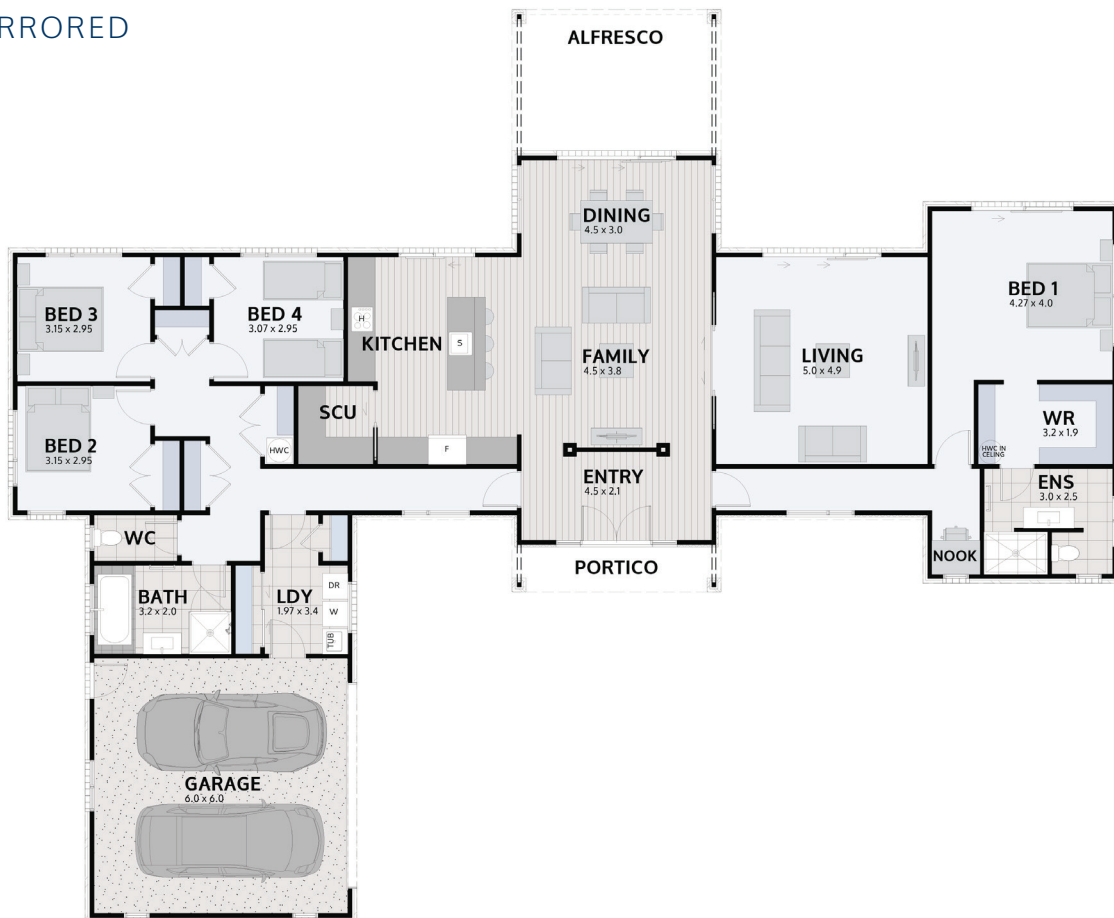 RRORED
ALFRESCO
DINING
4.5 x 3.0
BED 3
3.15 x 2.95
BED 4
3.07 x 2.95
H
KITCHEN
S
FAMILY
4.5 x 3.8
LIVING
5.0 x 4.9
BED 1
4.27 x 4.0
BED 2
3.15 x 2.95
SCU
HWC
F
WR
3.2 x 1.9
HWC IN
CELING
ENTRY
4.5 x 2.1
ENS
3.0 x 2.5
WC
NOOK
PORTICO
BATH
3.2 x 2.0
LDY
1.97 x 3.4
DR
W
TUB
GARAGE
6.0 x 6.0